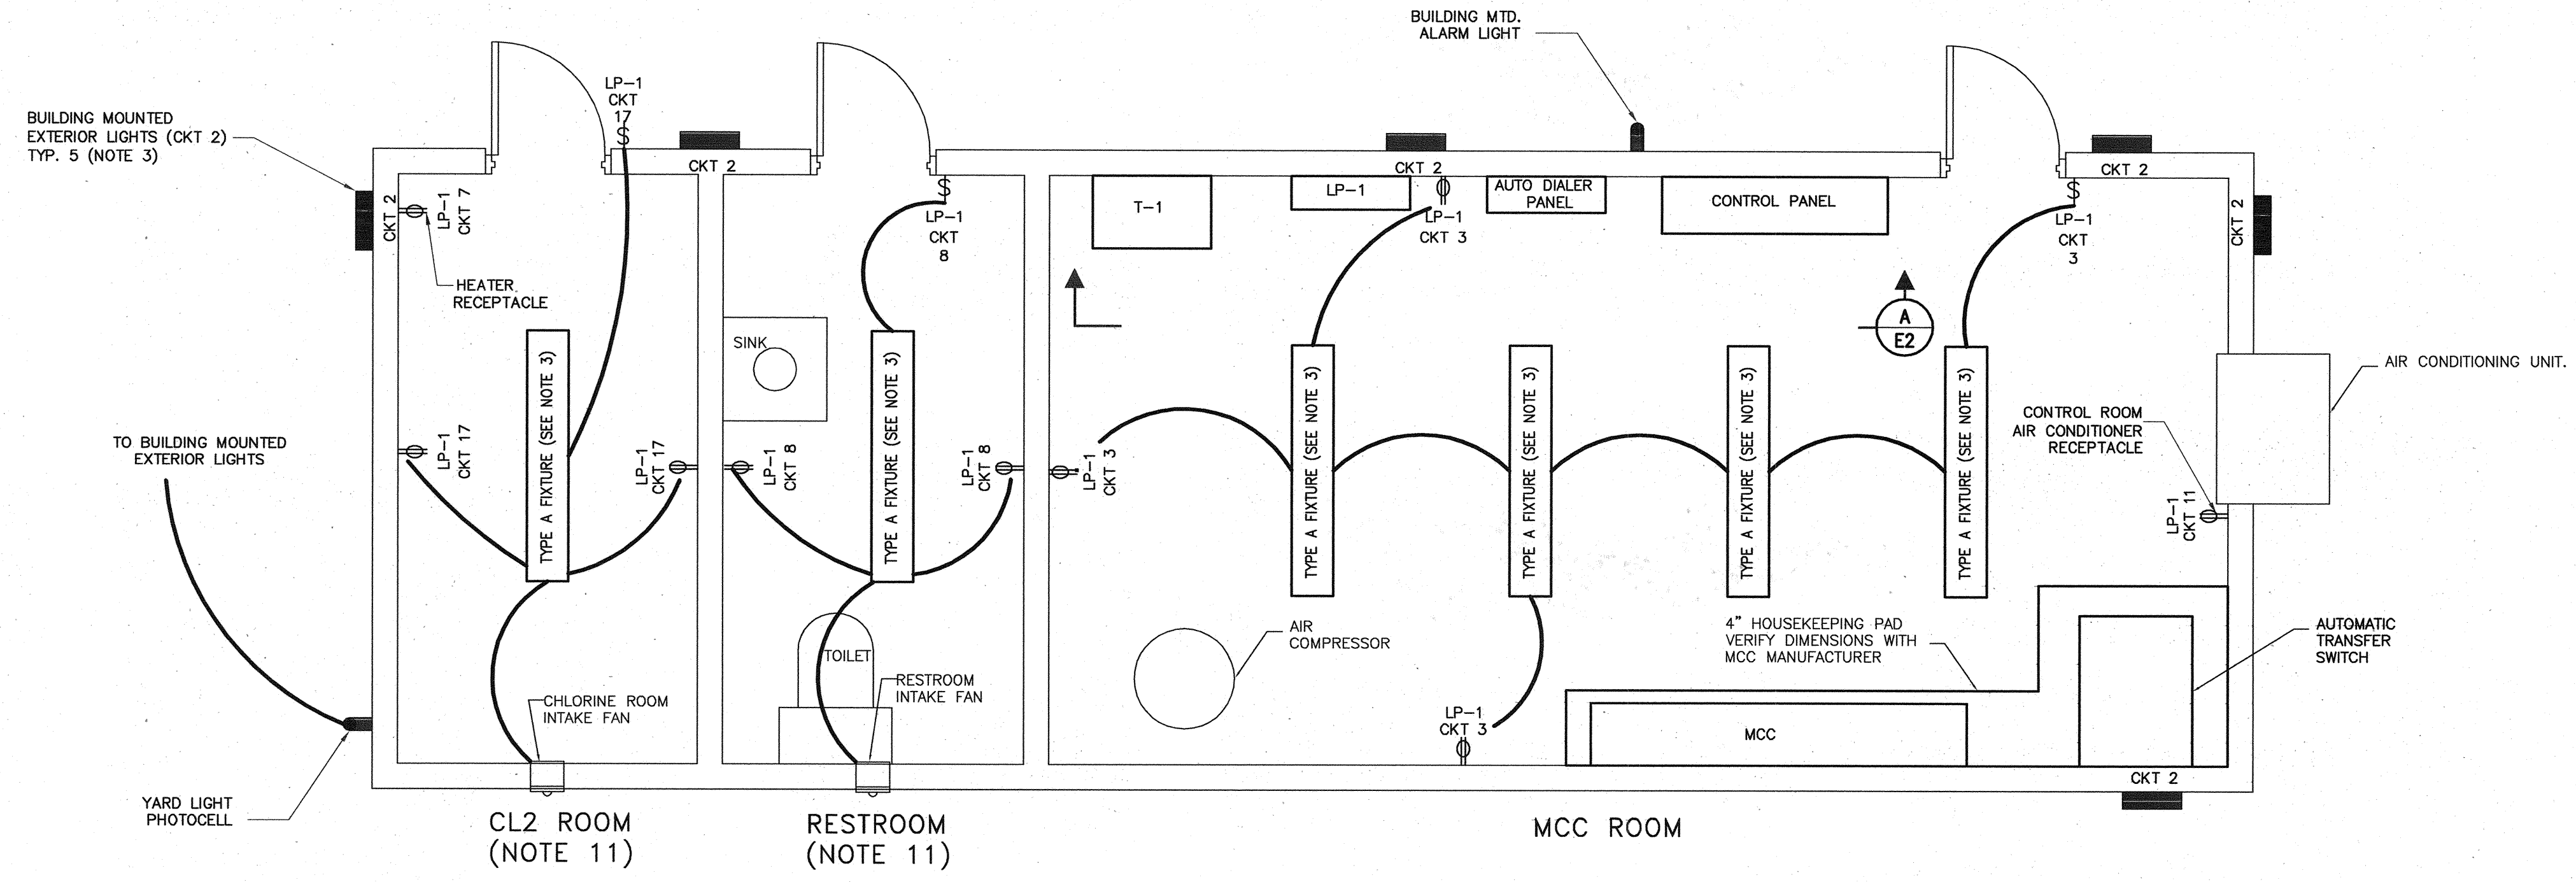 BUILDING MTD.
ALARM LIGHT
LP-1
CKT
17
S
BUILDING MOUNTED
EXTERIOR LIGHTS (CKT 2)
TYP. 5 (NOTE 3)
CKT 2
CKT 2
CKT 2
CKT 2
LP-1
CKT 7
S
LP-1
CKT
8
T-1
LP-1
LP-1
CKT 3
AUTO DIALER
PANEL
CONTROL PANEL
S
LP-1
CKT
3
CKT 2
HEATER
RECEPTACLE
A
E2
SINK
AIR CONDITIONING UNIT.
CONTROL ROOM
AIR CONDITIONER
RECEPTACLE
TO BUILDING MOUNTED
EXTERIOR LIGHTS
LP-1
CKT 17
TYPE A FIXTURE (SEE NOTE 3)
LP-1
CKT 17
LP-1
CKT 8
TYPE A FIXTURE (SEE NOTE 3)
LP-1
CKT 8
LP-1
CKT 3
TYPE A FIXTURE (SEE NOTE 3)
TYPE A FIXTURE (SEE NOTE 3)
TYPE A FIXTURE (SEE NOTE 3)
TYPE A FIXTURE (SEE NOTE 3)
LP-1
CKT 11
AIR
COMPRESSOR
4" HOUSEKEEPING PAD
VERIFY DIMENSIONS WITH
MCC MANUFACTURER
AUTOMATIC
TRANSFER
SWITCH
TOILET
RESTROOM
INTAKE FAN
CHLORINE ROOM
INTAKE FAN
LP-1
CKT 3
MCC
CKT 2
YARD LIGHT
PHOTOCELL
CL2 ROOM
(NOTE 11)
RESTROOM
(NOTE 11)
MCC ROOM